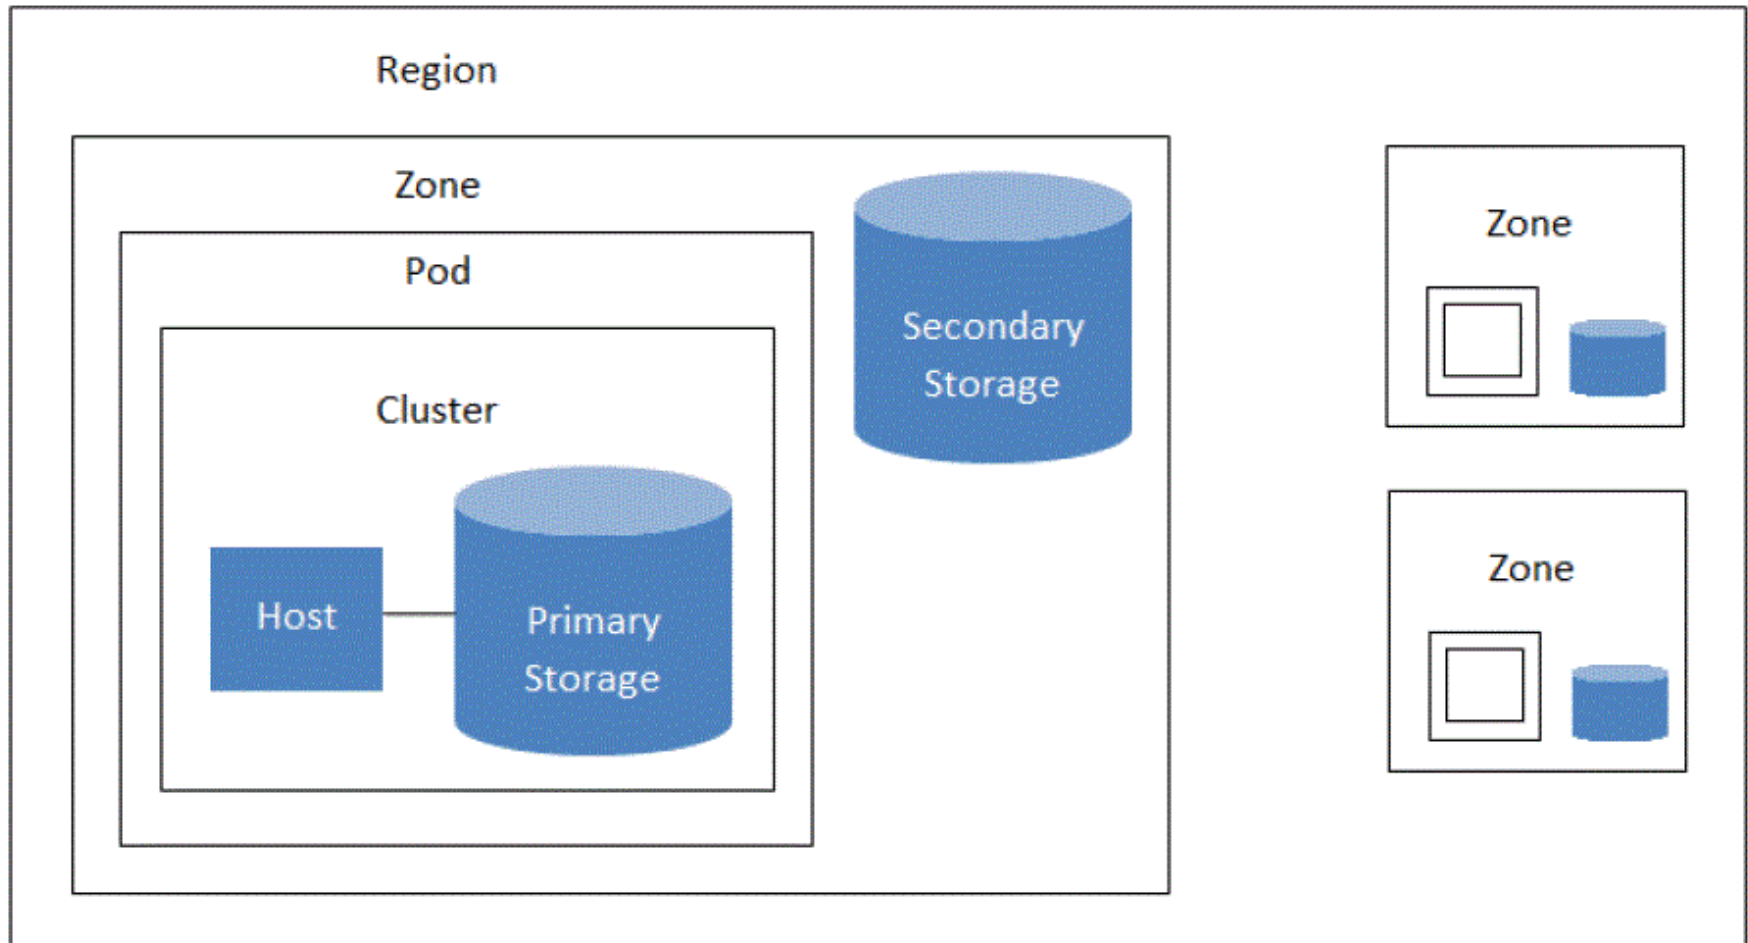 Region
Zone
Pod
Cluster
Host
Primary
Storage
Secondary
Storage
Zone
Zone